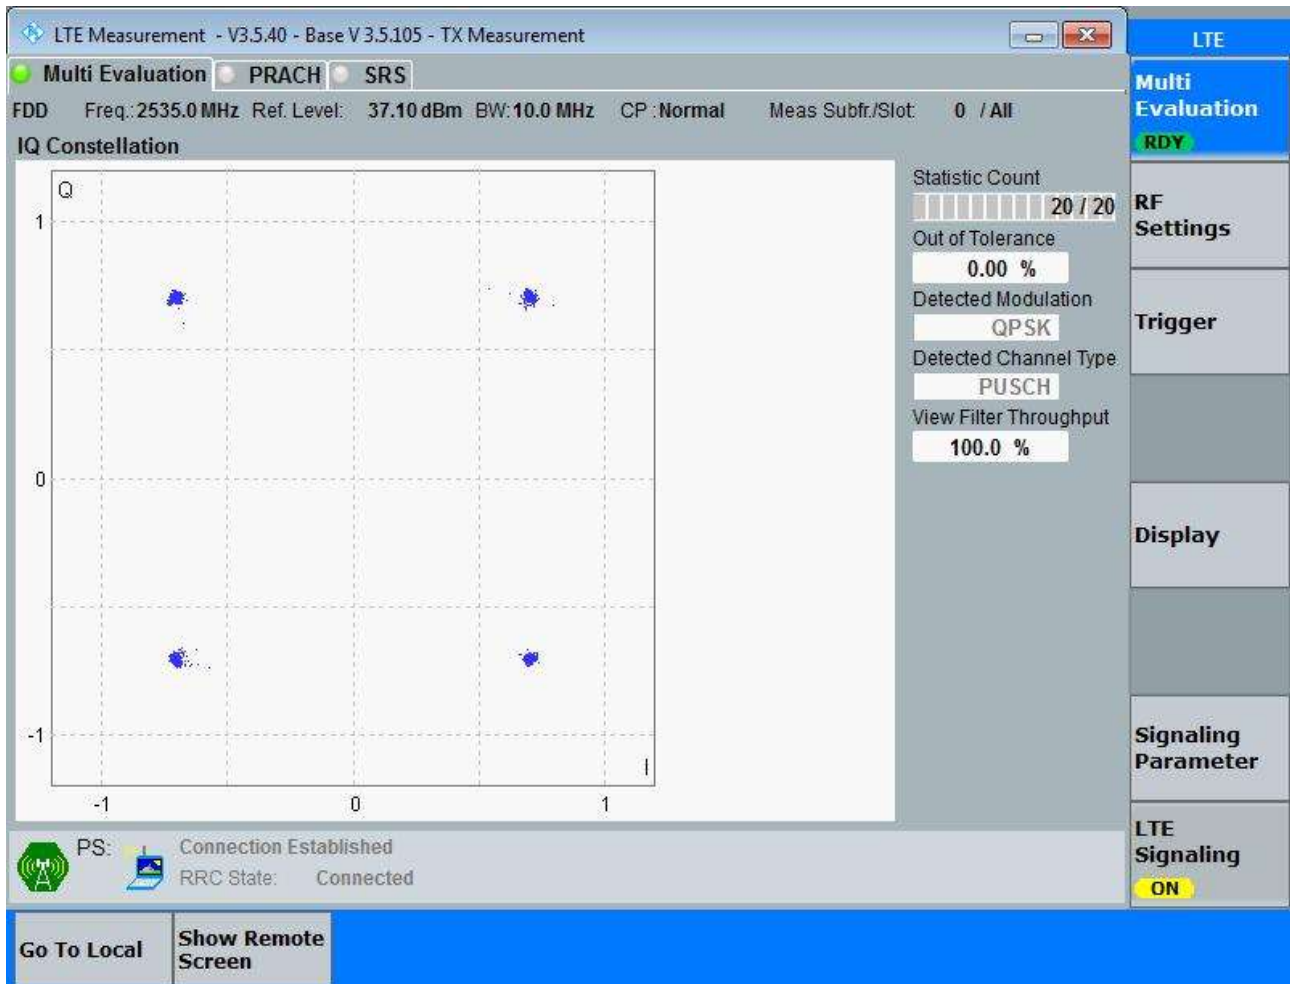 LTE Measurement - V3.5.40 - Base V 3.5.105 - TX Measurement
Multi Evaluation PRACH SRS
FDD Freq.: 2535.0 MHz Ref. Level: 37.10 dBm BW: 10.0 MHz CP : Normal Meas Subfr./Slot: 0 / All
IQ Constellation
Q
1
0
-1
I
-1 0 1
Statistic Count
20 / 20
Out of Tolerance
0.00 %
Detected Modulation
QPSK
Detected Channel Type
PUSCH
View Filter Throughput
100.0 %
PS: Connection Established
RRC State: Connected
LTE
Multi
Evaluation
RDY
RF
Settings
Trigger
Display
Signaling
Parameter
LTE
Signaling
ON
Go To Local
Show Remote
Screen